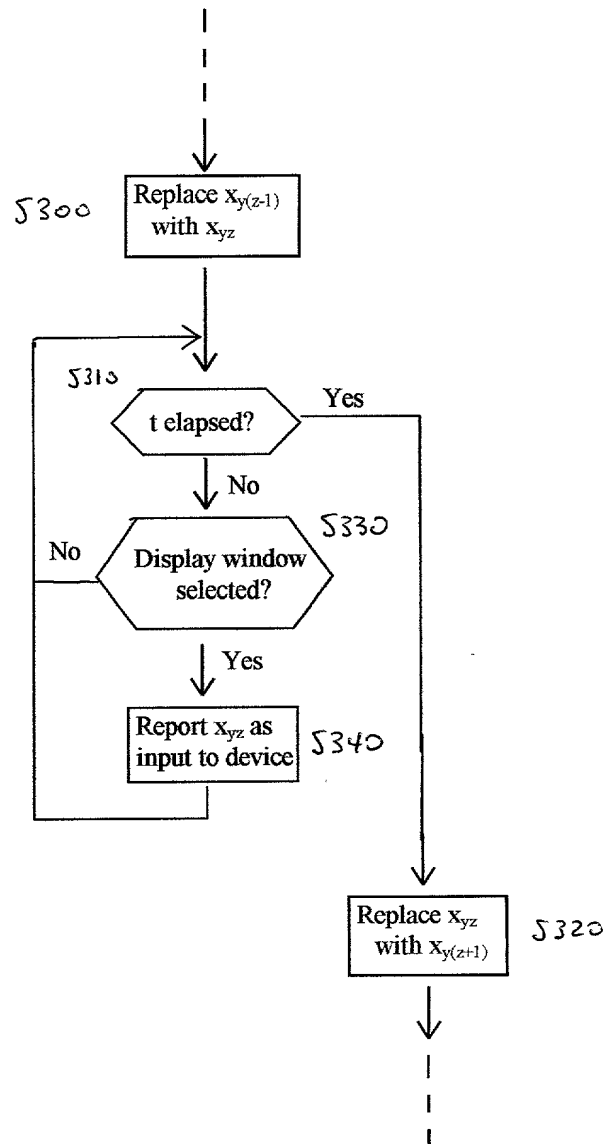 Replace x_y(z-1)
with x_yz
S300
S310
t elapsed?
Yes
No
S330
No
Display window
selected?
Yes
Report x_yz as
input to device
S340
Replace x_yz
with x_y(z+1)
S320